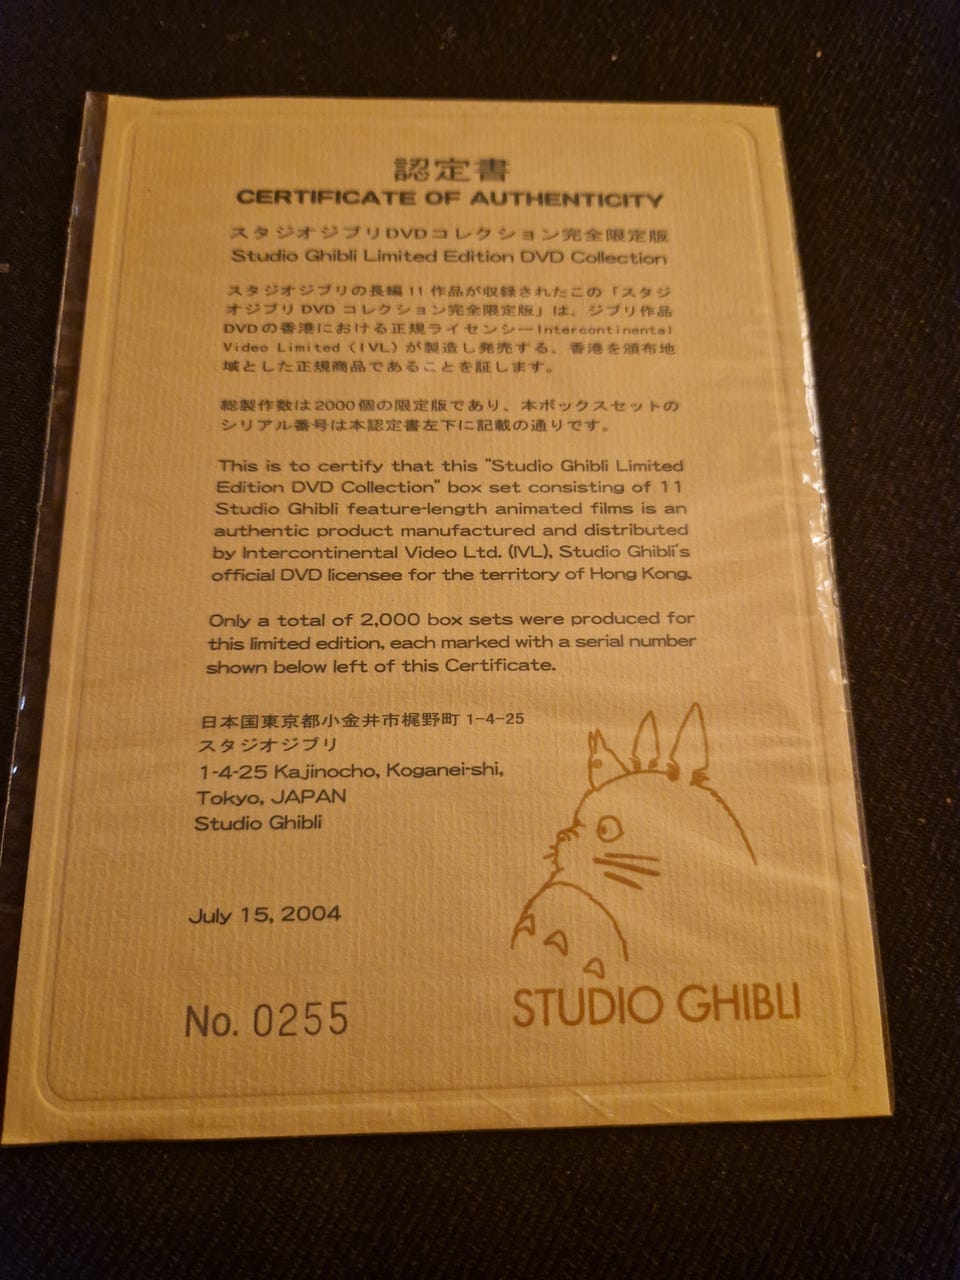 認定書
CERTIFICATE OF AUTHENTICITY
スタジオジブリDVDコレクション完全限定版
Studio Ghibli Limited Edition DVD Collection
スタジオジブリの長編11作品が収録されたこの「スタジ
オジブリDVDコレクション完全限定版」は、ジブリ作品
DVDの香港における正規ライセンシーIntercontinental
Video Limited (IVL) が製造し発売する、香港を頒布地
域とした正規商品であることを証します。
総製作数は2000個の限定版であり、本ボックスセットの
シリアル番号は本認定書左下に記載の通りです。
This is to certify that this "Studio Ghibli Limited
Edition DVD Collection" box set consisting of 11
Studio Ghibli feature-length animated films is an
authentic product manufactured and distributed
by Intercontinental Video Ltd. (IVL), Studio Ghibli's
official DVD licensee for the territory of Hong Kong.
Only a total of 2,000 box sets were produced for
this limited edition, each marked with a serial number
shown below left of this Certificate.
日本国東京都小金井市梶野町1-4-25
スタジオジブリ
1-4-25 Kajinocho, Koganei-shi,
Tokyo, JAPAN
Studio Ghibli
July 15, 2004
No. 0255
STUDIO GHIBLI